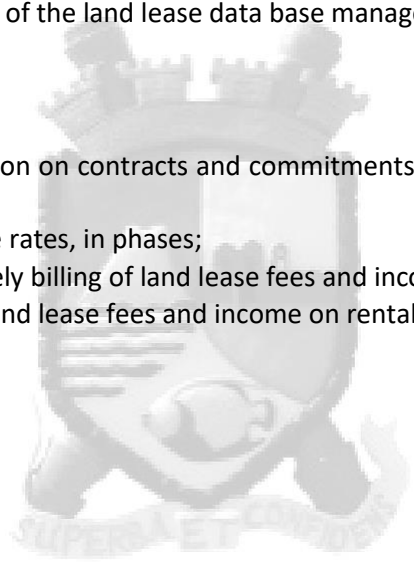 of the land lease data base manage
on on contracts and commitments,
e rates, in phases;
ely billing of land lease fees and inco
nd lease fees and income on rental
SUPERBA ET CONFIDENS